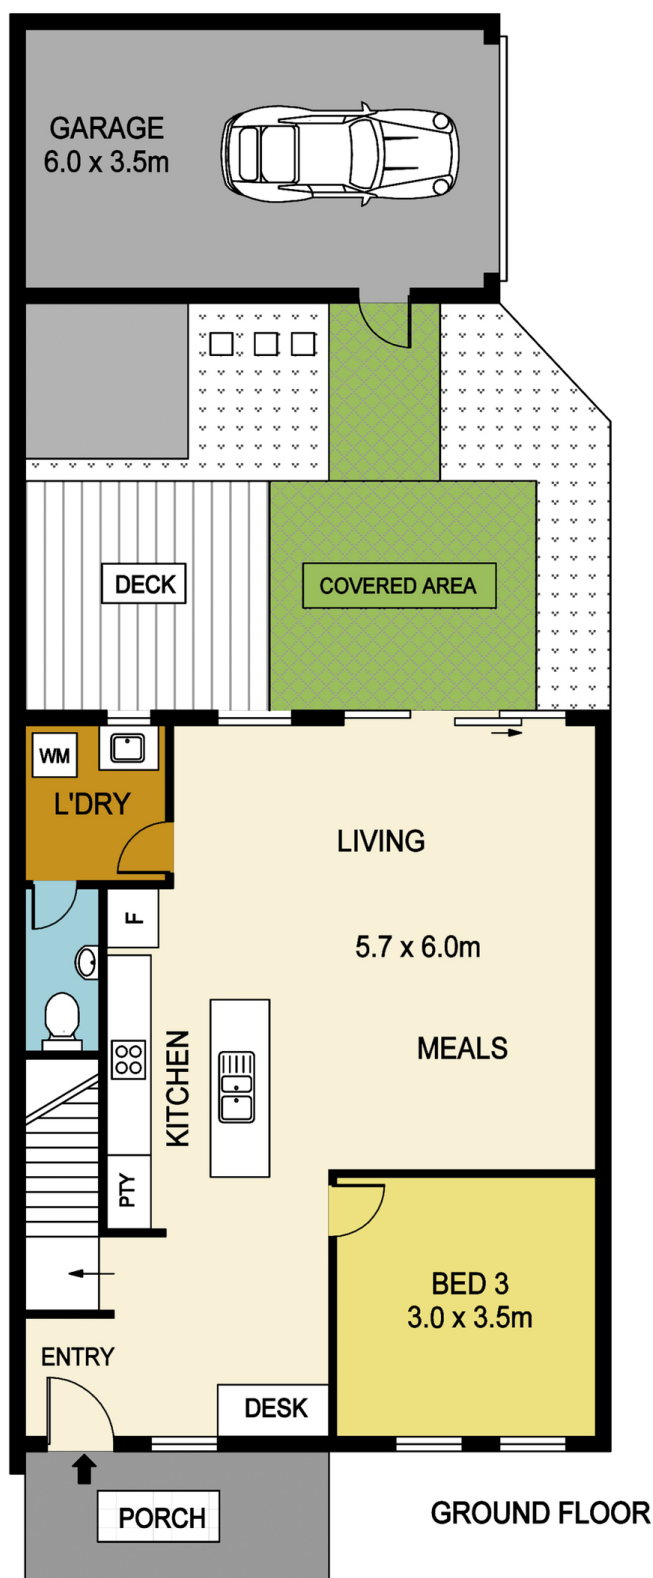 GARAGE
6.0 x 3.5m
DECK
COVERED AREA
WM
L'DRY
LIVING
F
5.7 x 6.0m
KITCHEN
MEALS
PTY
BED 3
3.0 x 3.5m
ENTRY
DESK
PORCH
GROUND FLOOR